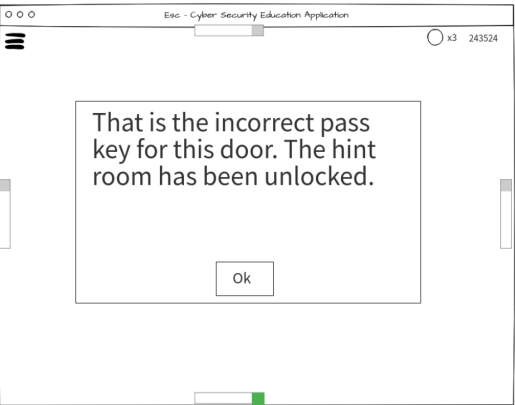 Esc - Cyber Security Education Application
x3 243524
That is the incorrect pass
key for this door. The hint
room has been unlocked.
Ok